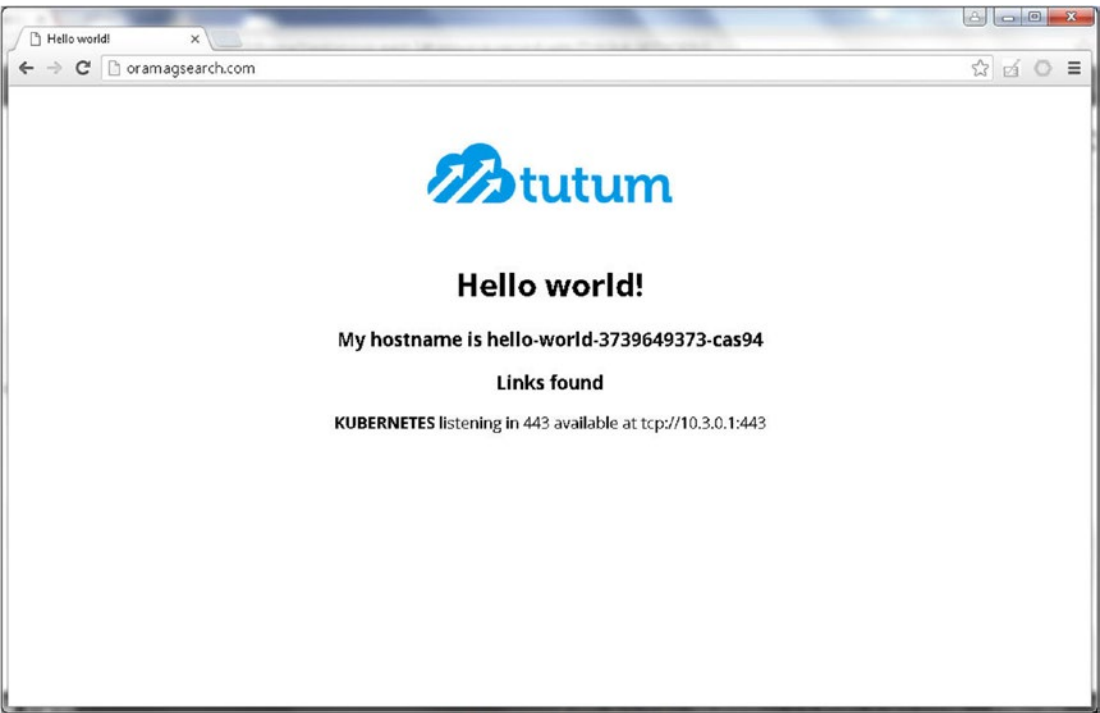 Hello world!
oramagsearch.com
tutum
Hello world!
My hostname is hello-world-3739649373-cas94
Links found
KUBERNETES listening in 443 available at tcp://10.3.0.1:443